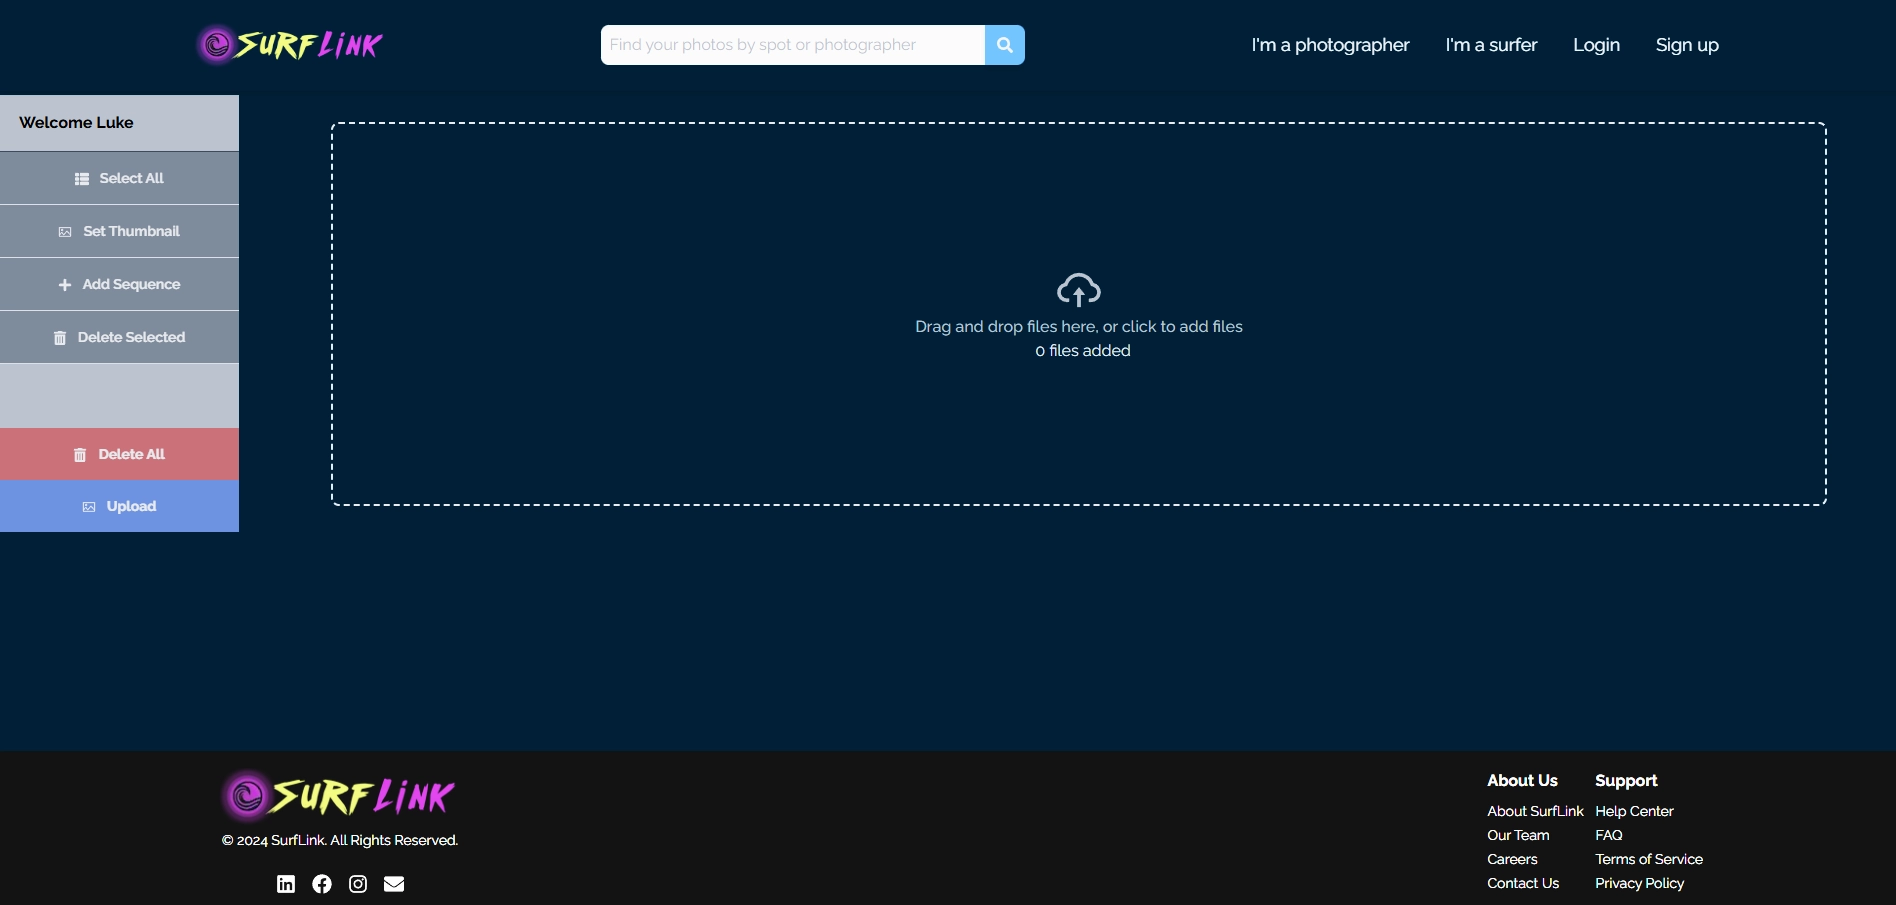 SURFLiNK
Find your photos by spot or photographer
I'm a photographer
I'm a surfer
Login
Sign up
Welcome Luke
Select All
Set Thumbnail
Add Sequence
Delete Selected
Delete All
Upload
Drag and drop files here, or click to add files
0 files added
SURFLiNK
© 2024 SurfLink. All Rights Reserved.
About Us
About SurfLink
Our Team
Careers
Contact Us
Support
Help Center
FAQ
Terms of Service
Privacy Policy